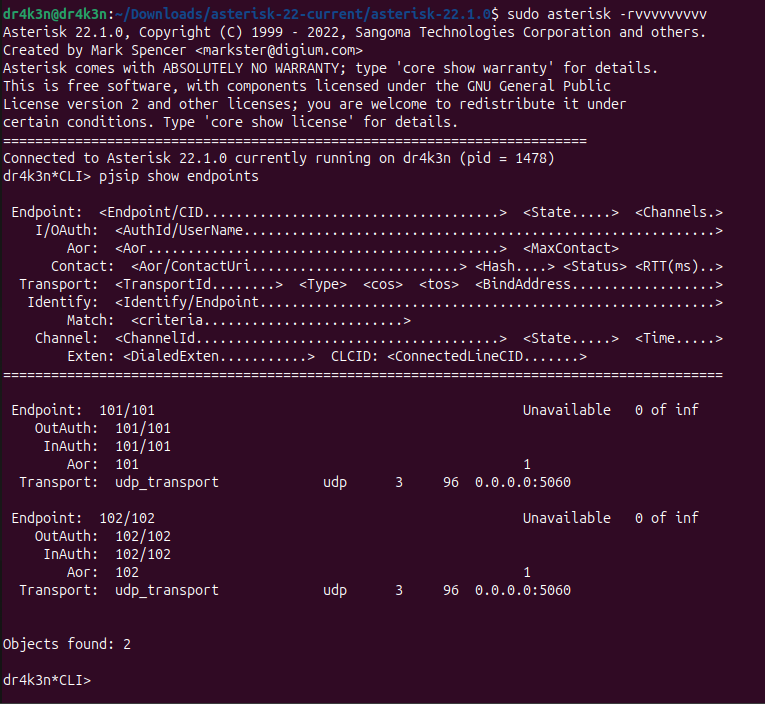 dr4k3n@dr4k3n:~/Downloads/asterisk-22-current/asterisk-22.1.0$ sudo asterisk -rvvvvvvvvv
Asterisk 22.1.0, Copyright (C) 1999 - 2022, Sangoma Technologies Corporation and others.
Created by Mark Spencer <markster@digium.com>
Asterisk comes with ABSOLUTELY NO WARRANTY; type 'core show warranty' for details.
This is free software, with components licensed under the GNU General Public
License version 2 and other licenses; you are welcome to redistribute it under
certain conditions. Type 'core show license' for details.
=========================================================================
Connected to Asterisk 22.1.0 currently running on dr4k3n (pid = 1478)
dr4k3n*CLI> pjsip show endpoints
 Endpoint:  <Endpoint/CID.....................................>  <State.....>  <Channels.>
    I/OAuth:  <AuthId/UserName...........................................................>
        Aor:  <Aor............................................>  <MaxContact>
      Contact:  <Aor/ContactUri..........................> <Hash....> <Status> <RTT(ms)..>
  Transport:  <TransportId........>  <Type>  <cos>  <tos>  <BindAddress..................>
   Identify:  <Identify/Endpoint.........................................................>
        Match:  <criteria.........................>
    Channel:  <ChannelId......................................>  <State.....>  <Time.....>
        Exten: <DialedExten...........>  CLCID: <ConnectedLineCID.......>
==========================================================================================
 Endpoint:  101/101                                              Unavailable   0 of inf
    OutAuth:  101/101
     InAuth:  101/101
        Aor:  101                                                1
  Transport:  udp_transport             udp      3     96  0.0.0.0:5060
 Endpoint:  102/102                                              Unavailable   0 of inf
    OutAuth:  102/102
     InAuth:  102/102
        Aor:  102                                                1
  Transport:  udp_transport             udp      3     96  0.0.0.0:5060
Objects found: 2
dr4k3n*CLI>